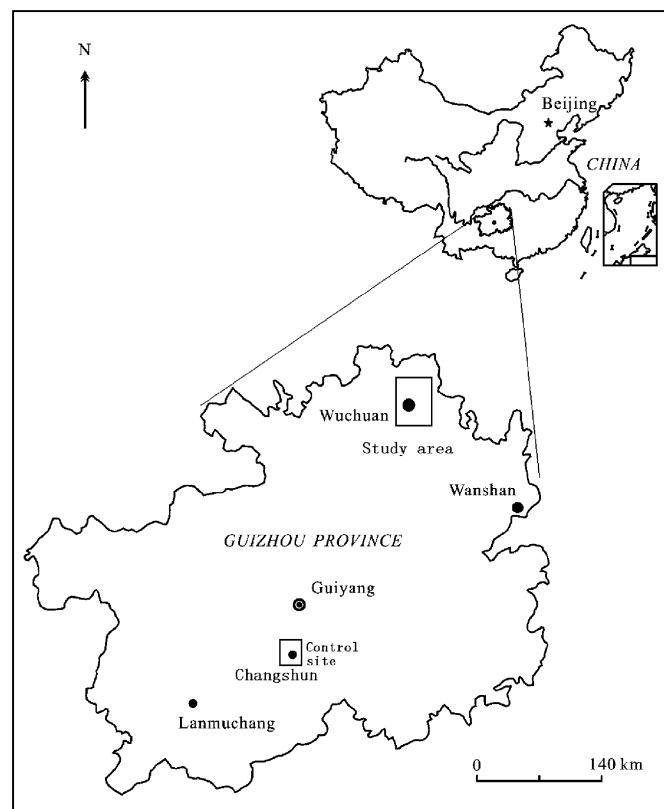 N
Beijing
CHINA
Wuchuan
Study area
Wanshan
GUIZHOU PROVINCE
Guiyang
Control
site
Changshun
Lanmuchang
0 140 km